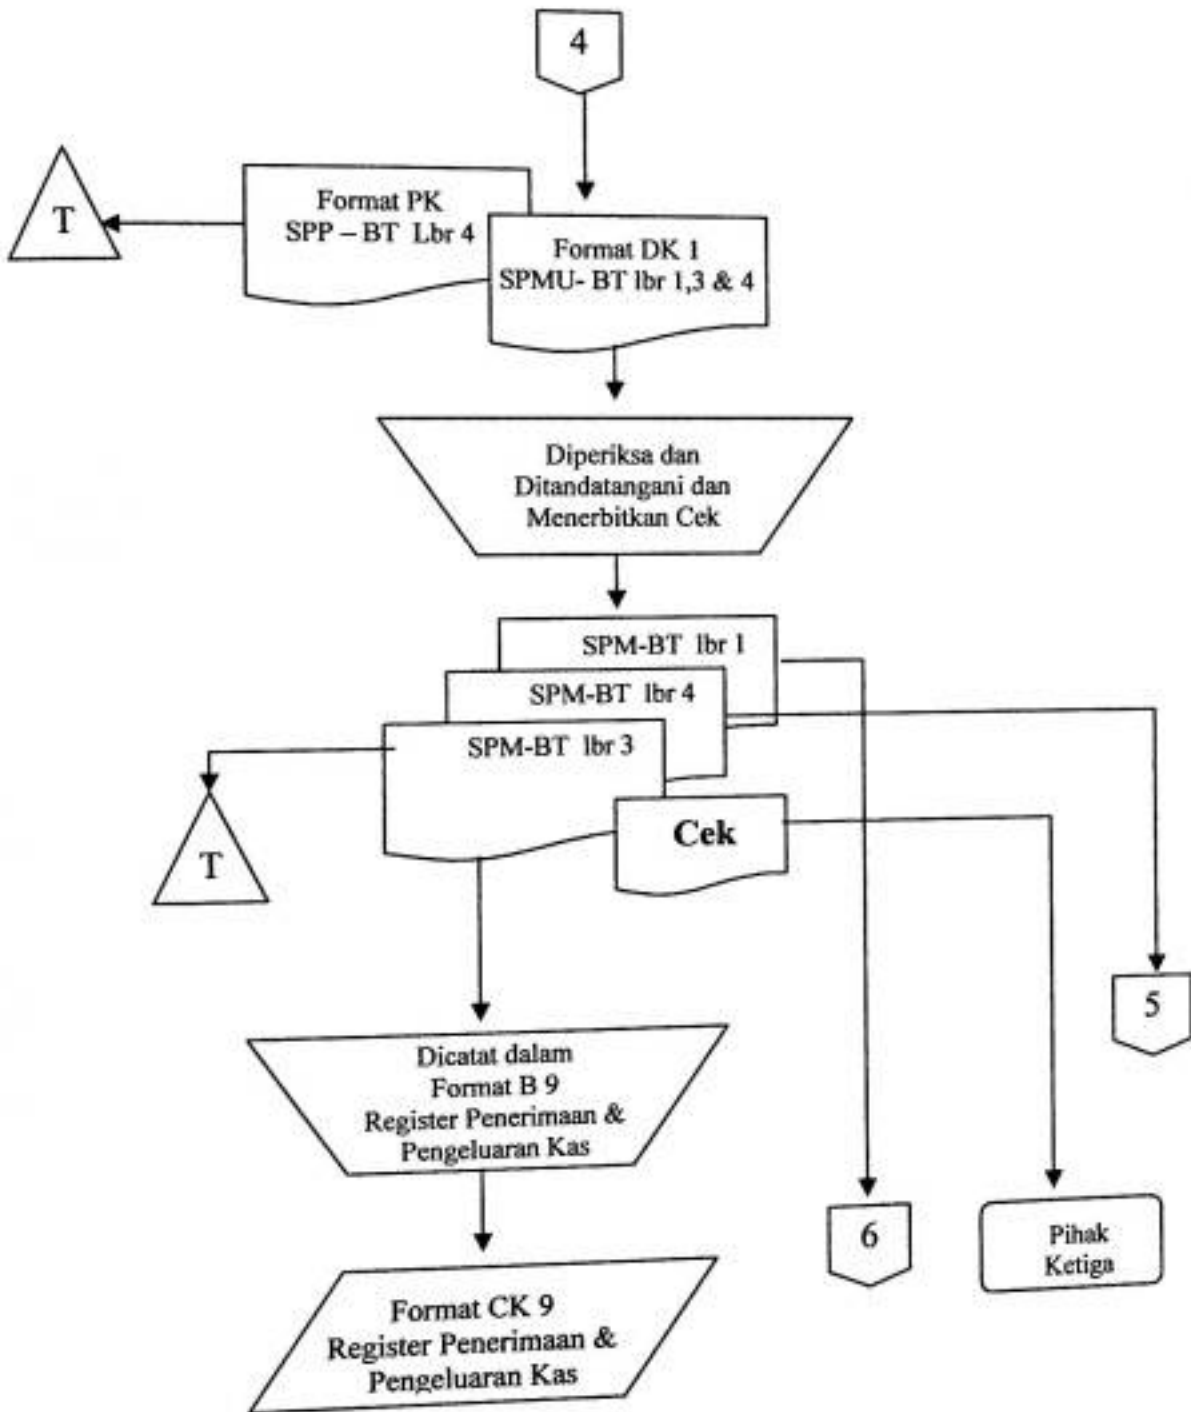 4
T
Format PK
SPP – BT Lbr 4
Format DK 1
SPMU- BT lbr 1,3 & 4
Diperiksa dan
Ditandatangani dan
Menerbitkan Cek
SPM-BT lbr 1
SPM-BT lbr 4
SPM-BT lbr 3
Cek
T
5
Dicatat dalam
Format B 9
Register Penerimaan &
Pengeluaran Kas
6
Pihak
Ketiga
Format CK 9
Register Penerimaan &
Pengeluaran Kas